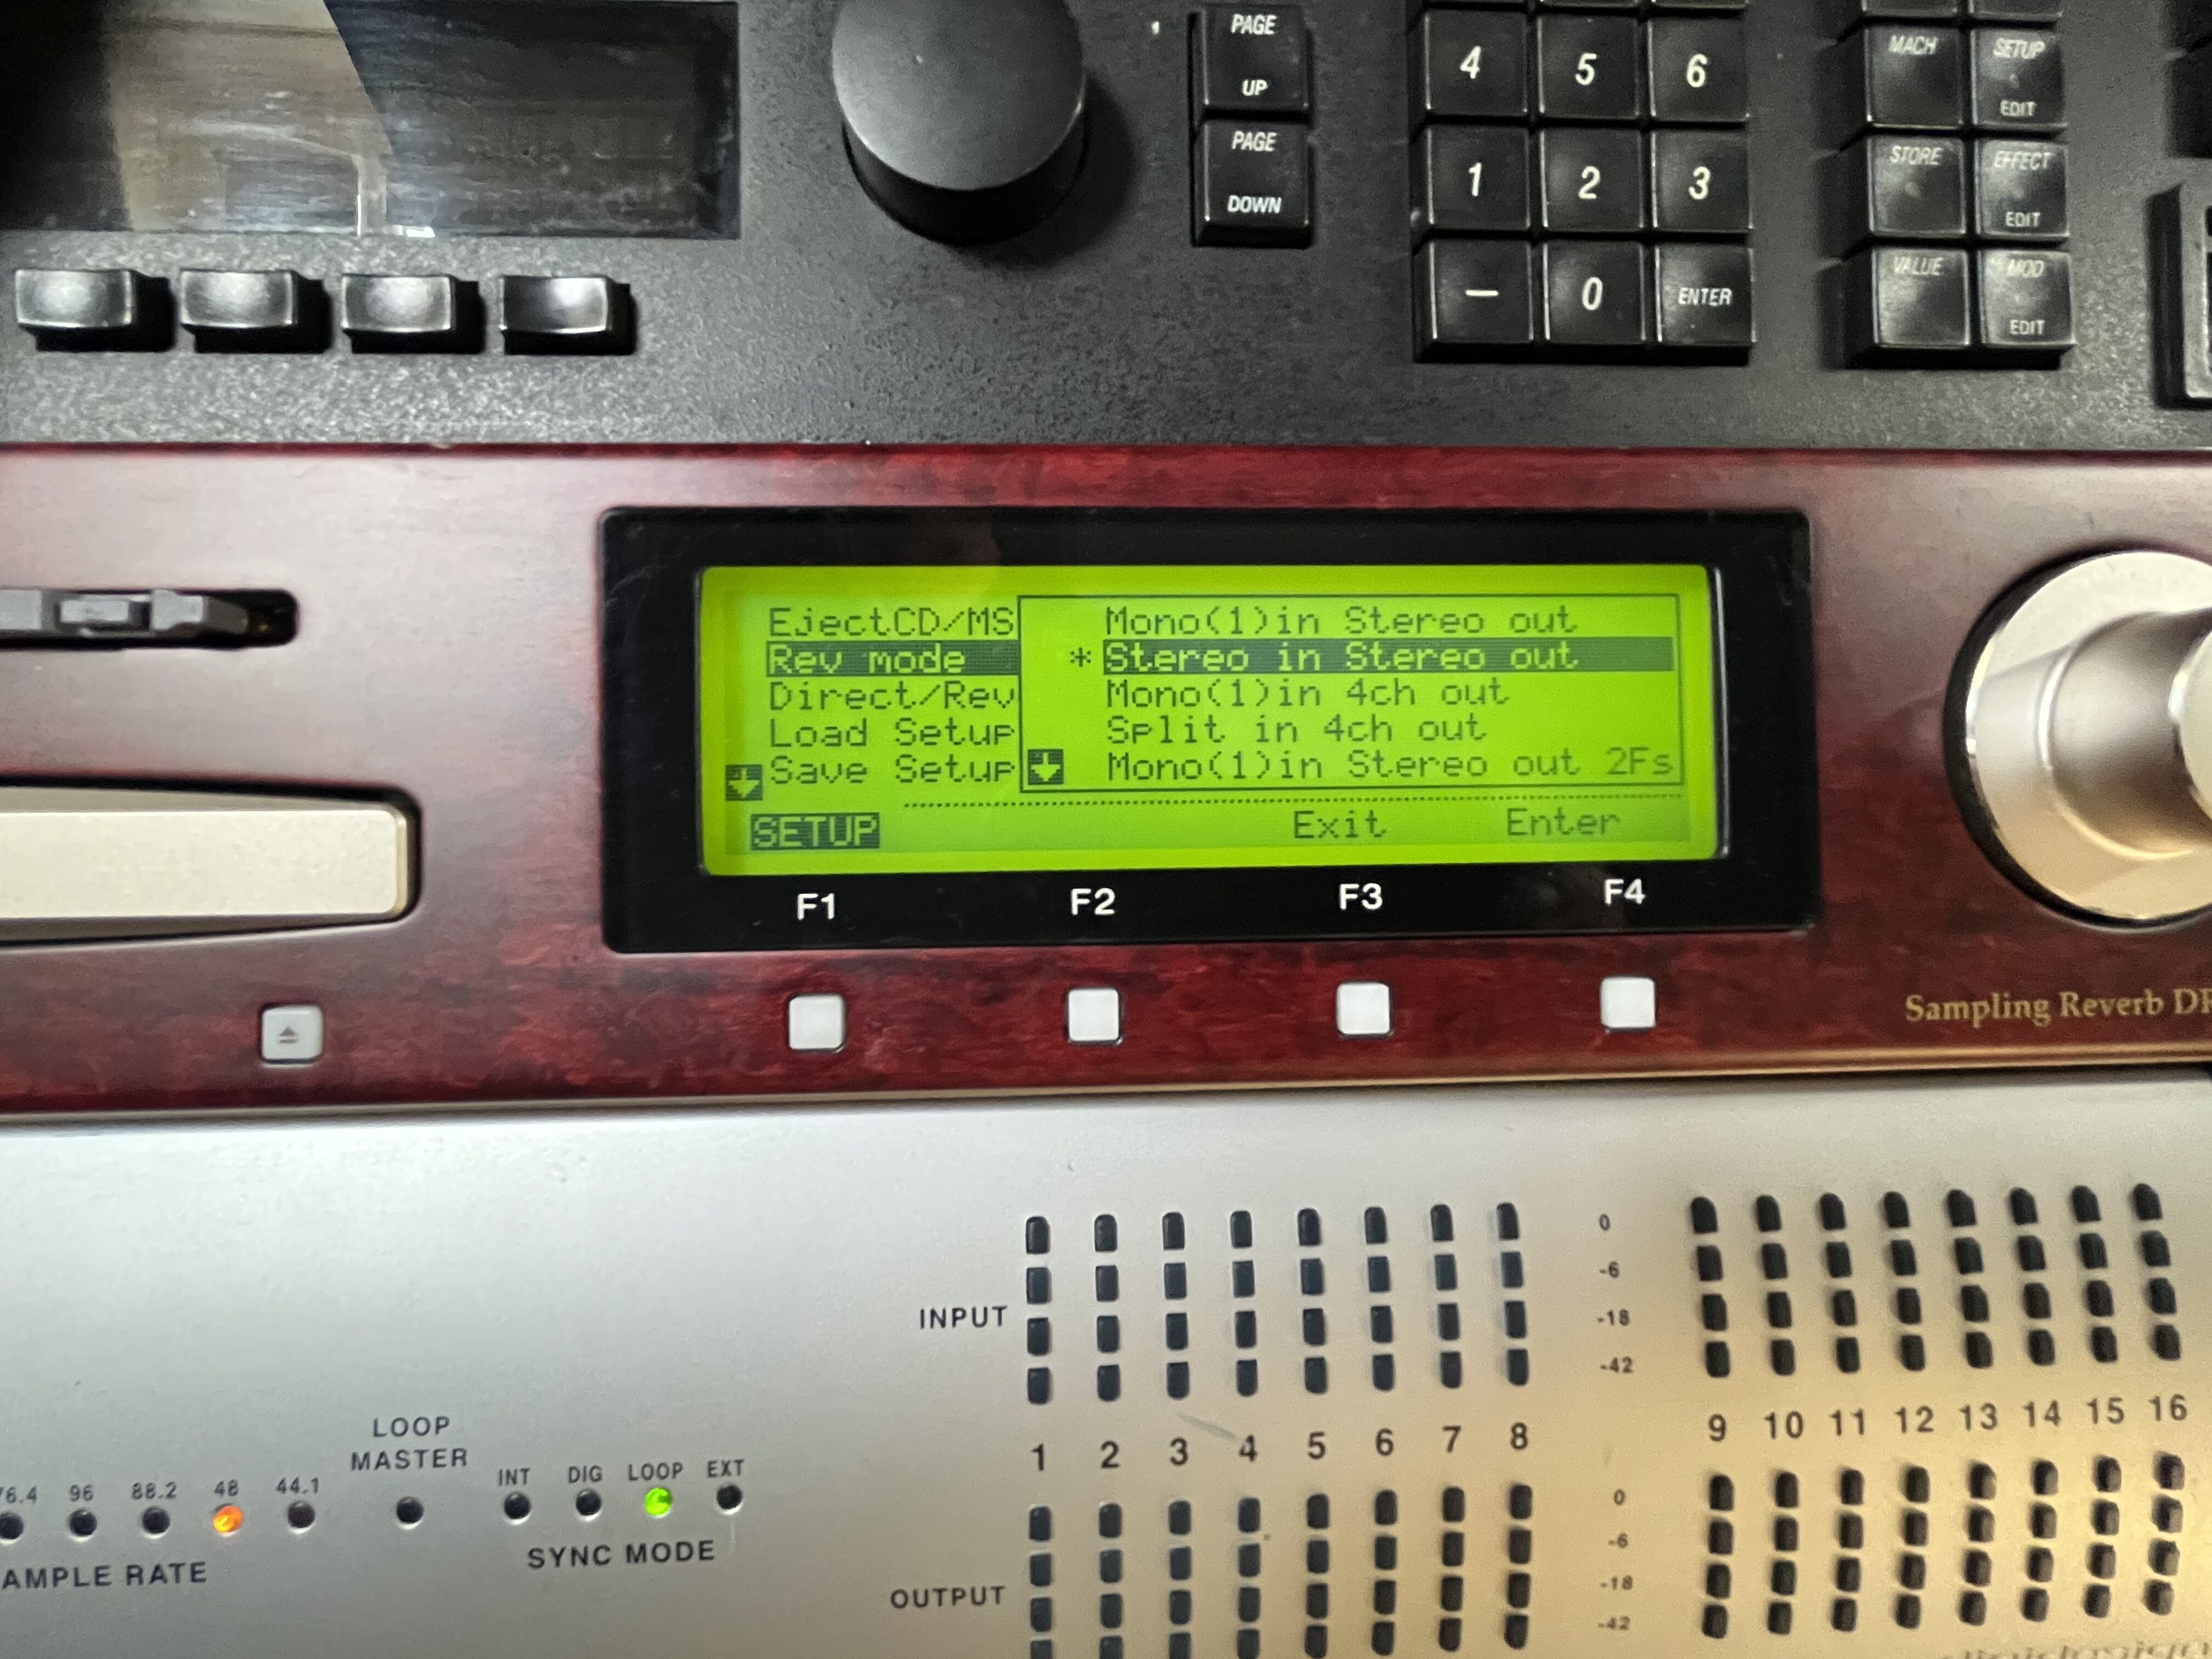 PAGE
UP
PAGE
DOWN
4 5 6
1 2 3
— 0 ENTER
MACH
SETUP
EDIT
STORE
EFFECT
EDIT
VALUE
MOD
EDIT
EjectCD/MS
Rev mode
Direct/Rev
Load Setup
Save Setup
Mono(1)in Stereo out
*Stereo in Stereo out
Mono(1)in 4ch out
Split in 4ch out
Mono(1)in Stereo out 2Fs
SETUP Exit Enter
F1 F2 F3 F4
Sampling Reverb
INPUT
0
-6
-18
-42
1 2 3 4 5 6 7 8
9 10 11 12 13 14 15 16
OUTPUT
0
-6
-18
-42
LOOP
MASTER
76.4 96 88.2 48 44.1
AMPLE RATE
INT DIG LOOP EXT
SYNC MODE